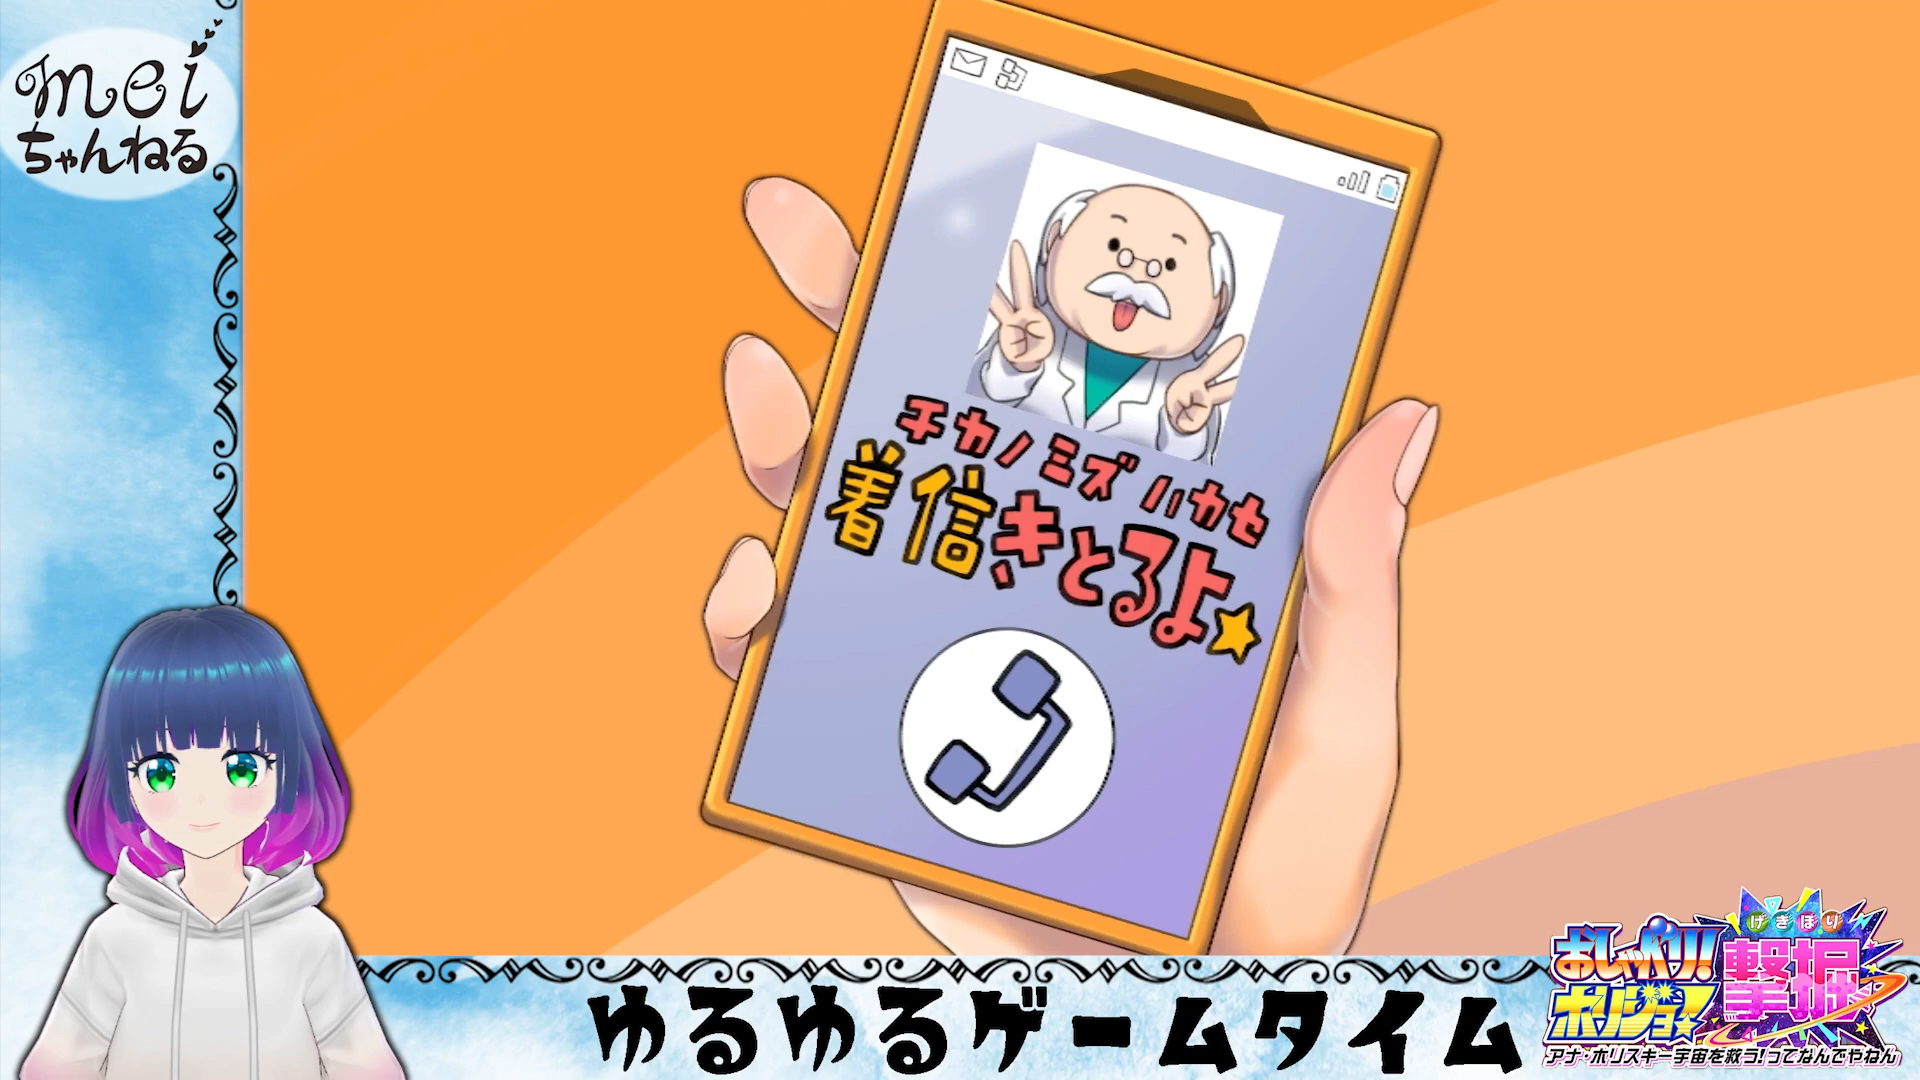 mei
ちゃんねる
チカノミズ ハカセ
着信きとるよ
ゆるゆるゲームタイム
げきほり
おしゃべり!
ホリジョ!
撃掘
アナ・ホリスキー宇宙を救う!ってなんでやねん